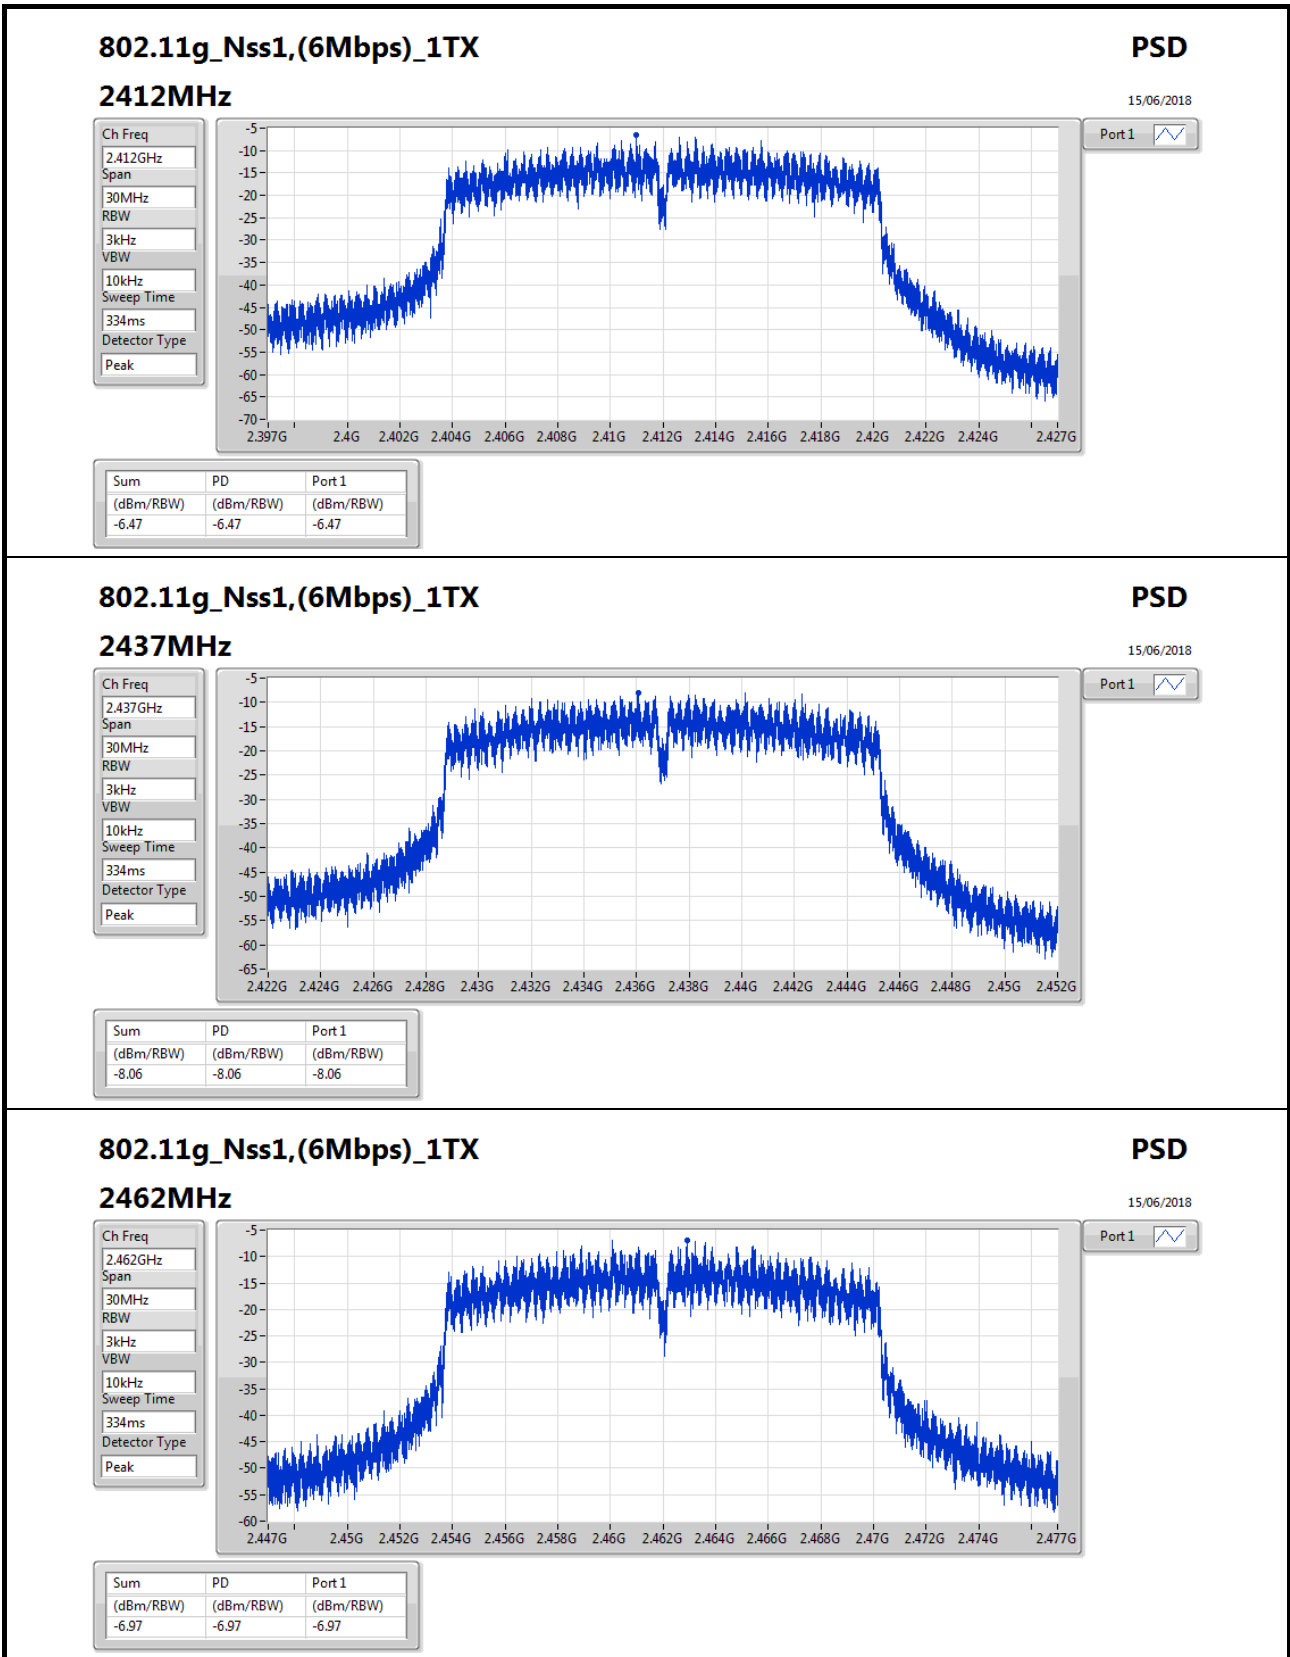 802.11g_Nss1,(6Mbps)_1TX
PSD
2412MHz
15/06/2018
Ch Freq
2.412GHz
Span
30MHz
RBW
3kHz
VBW
10kHz
Sweep Time
334ms
Detector Type
Peak
-5
-10
-15
-20
-25
-30
-35
-40
-45
-50
-55
-60
-65
-70
2.397G 2.4G 2.402G 2.404G 2.406G 2.408G 2.41G 2.412G 2.414G 2.416G 2.418G 2.42G 2.422G 2.424G 2.427G
Port 1
Sum PD Port 1
(dBm/RBW) (dBm/RBW) (dBm/RBW)
-6.47 -6.47 -6.47
802.11g_Nss1,(6Mbps)_1TX
PSD
2437MHz
15/06/2018
Ch Freq
2.437GHz
Span
30MHz
RBW
3kHz
VBW
10kHz
Sweep Time
334ms
Detector Type
Peak
-5
-10
-15
-20
-25
-30
-35
-40
-45
-50
-55
-60
-65
2.422G 2.424G 2.426G 2.428G 2.43G 2.432G 2.434G 2.436G 2.438G 2.44G 2.442G 2.444G 2.446G 2.448G 2.45G 2.452G
Port 1
Sum PD Port 1
(dBm/RBW) (dBm/RBW) (dBm/RBW)
-8.06 -8.06 -8.06
802.11g_Nss1,(6Mbps)_1TX
PSD
2462MHz
15/06/2018
Ch Freq
2.462GHz
Span
30MHz
RBW
3kHz
VBW
10kHz
Sweep Time
334ms
Detector Type
Peak
-5
-10
-15
-20
-25
-30
-35
-40
-45
-50
-55
-60
2.447G 2.45G 2.452G 2.454G 2.456G 2.458G 2.46G 2.462G 2.464G 2.466G 2.468G 2.47G 2.472G 2.474G 2.477G
Port 1
Sum PD Port 1
(dBm/RBW) (dBm/RBW) (dBm/RBW)
-6.97 -6.97 -6.97